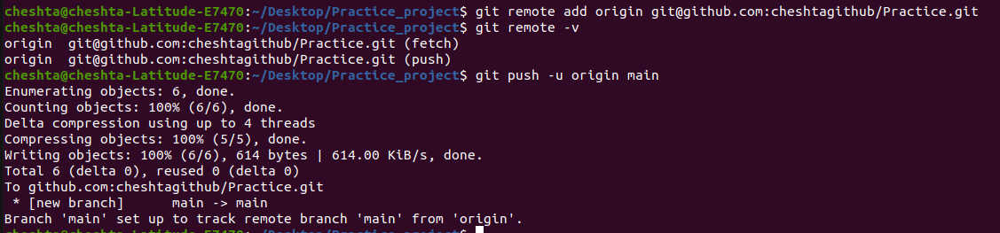 cheshta@cheshta-Latitude-E7470:~/Desktop/Practice_project$ git remote add origin git@github.com:cheshtagithub/Practice.git
cheshta@cheshta-Latitude-E7470:~/Desktop/Practice_project$ git remote -v
origin  git@github.com:cheshtagithub/Practice.git (fetch)
origin  git@github.com:cheshtagithub/Practice.git (push)
cheshta@cheshta-Latitude-E7470:~/Desktop/Practice_project$ git push -u origin main
Enumerating objects: 6, done.
Counting objects: 100% (6/6), done.
Delta compression using up to 4 threads
Compressing objects: 100% (5/5), done.
Writing objects: 100% (6/6), 614 bytes | 614.00 KiB/s, done.
Total 6 (delta 0), reused 0 (delta 0)
To github.com:cheshtagithub/Practice.git
 * [new branch]      main -> main
Branch 'main' set up to track remote branch 'main' from 'origin'.
cheshta@cheshta-Latitude-E7470:~/Desktop/Practice_project$